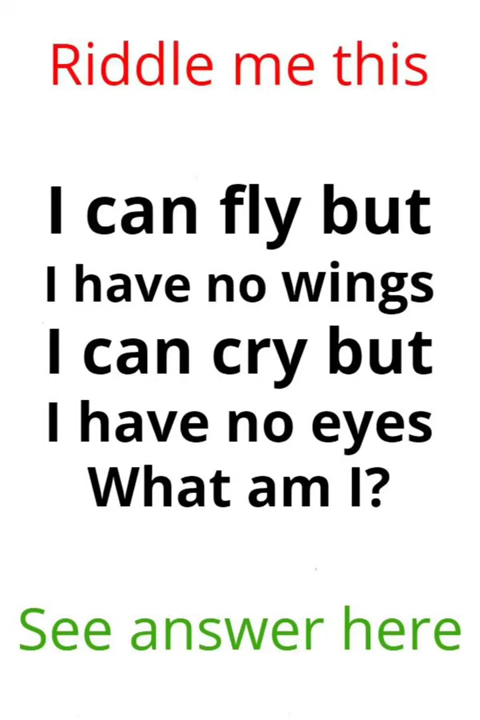 Riddle me this
I can fly but
I have no wings
I can cry but
I have no eyes
What am I?
See answer here